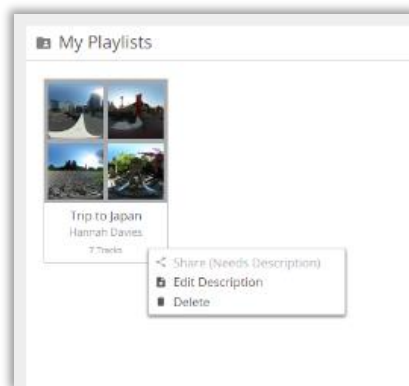 My Playlists
Trip to Japan
Hannah Davies
7 Tracks
Share (Needs Description)
Edit Description
Delete